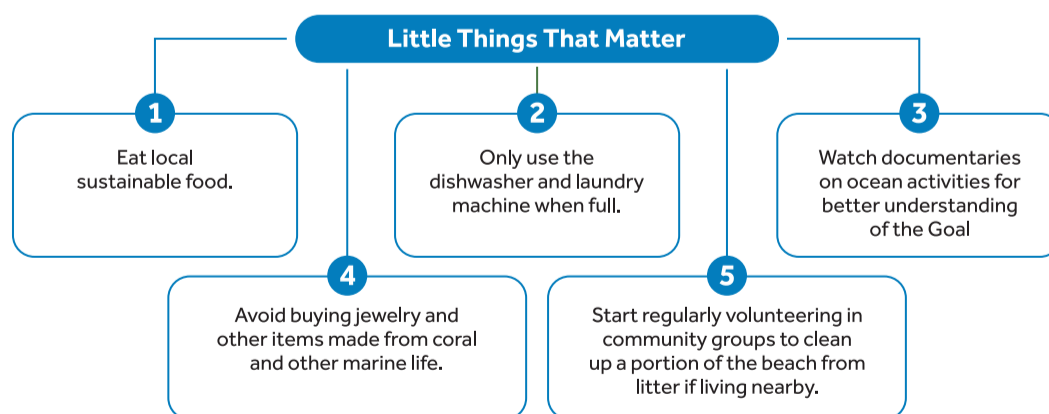 Little Things That Matter
1
Eat local
sustainable food.
2
Only use the
dishwasher and laundry
machine when full.
3
Watch documentaries
on ocean activities for
better understanding
of the Goal
4
Avoid buying jewelry and
other items made from coral
and other marine life.
5
Start regularly volunteering in
community groups to clean
up a portion of the beach from
litter if living nearby.